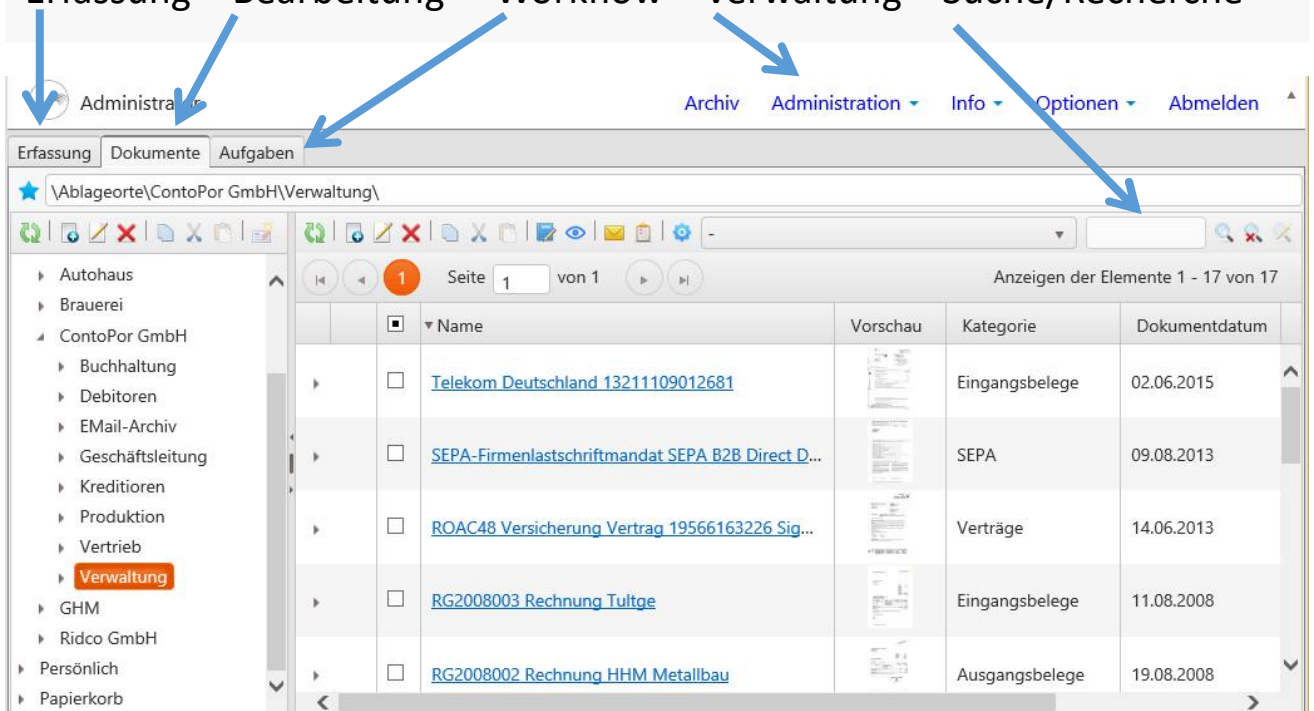 Erfassung Bearbeitung Workflow Verwaltung Suche/Recherche
Administrator Archiv Administration Info Optionen Abmelden
Erfassung Dokumente Aufgaben
\Ablageorte\ContoPor GmbH\Verwaltung\
-
Seite 1 von 1
1
Anzeigen der Elemente 1 - 17 von 17
Autohaus
Brauerei
ContoPor GmbH
Buchhaltung
Debitoren
EMail-Archiv
Geschäftsleitung
Kreditioren
Produktion
Vertrieb
Verwaltung
GHM
Ridco GmbH
Persönlich
Papierkorb
Name Vorschau Kategorie Dokumentdatum
Telekom Deutschland 13211109012681 Eingangsbelege 02.06.2015
SEPA-Firmenlastschriftmandat SEPA B2B Direct D... SEPA 09.08.2013
ROAC48 Versicherung Vertrag 19566163226 Sig... Verträge 14.06.2013
RG2008003 Rechnung Tultge Eingangsbelege 11.08.2008
RG2008002 Rechnung HHM Metallbau Ausgangsbelege 19.08.2008